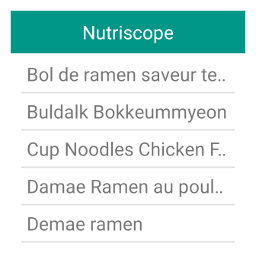 Nutriscope
Bol de ramen saveur te..
Buldalk Bokkeummyeon
Cup Noodles Chicken F..
Damae Ramen au poul..
Demae ramen